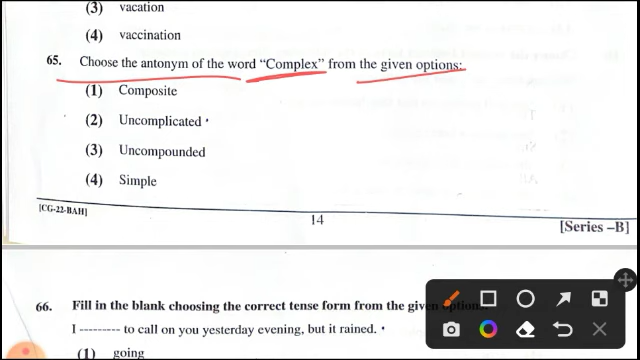 (3) vacation
(4) vaccination
65. Choose the antonym of the word “Complex” from the given options:
(1) Composite
(2) Uncomplicated
(3) Uncompounded
(4) Simple
[CG-22-BAH]
14
[Series –B]
66. Fill in the blank choosing the correct tense form from the given
I --------- to call on you yesterday evening, but it rained.
(1) going